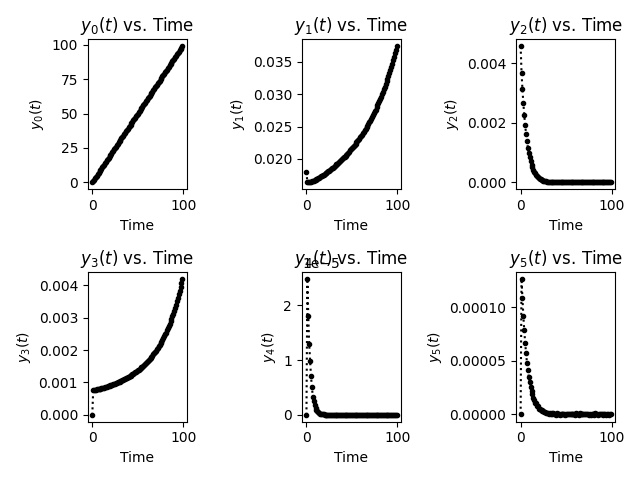 y₀(t) vs. Time
y₁(t) vs. Time
y₂(t) vs. Time
100
75
50
25
0
y₀(t)
0
100
Time
0.035
0.030
0.025
0.020
y₁(t)
0
100
Time
0.004
0.002
0.000
y₂(t)
0
100
Time
y₃(t) vs. Time
y₄(t) vs. Time
1e−5
y₅(t) vs. Time
0.004
0.003
0.002
0.001
0.000
y₃(t)
0
100
Time
2
1
0
y₄(t)
0
100
Time
0.00010
0.00005
0.00000
y₅(t)
0
100
Time